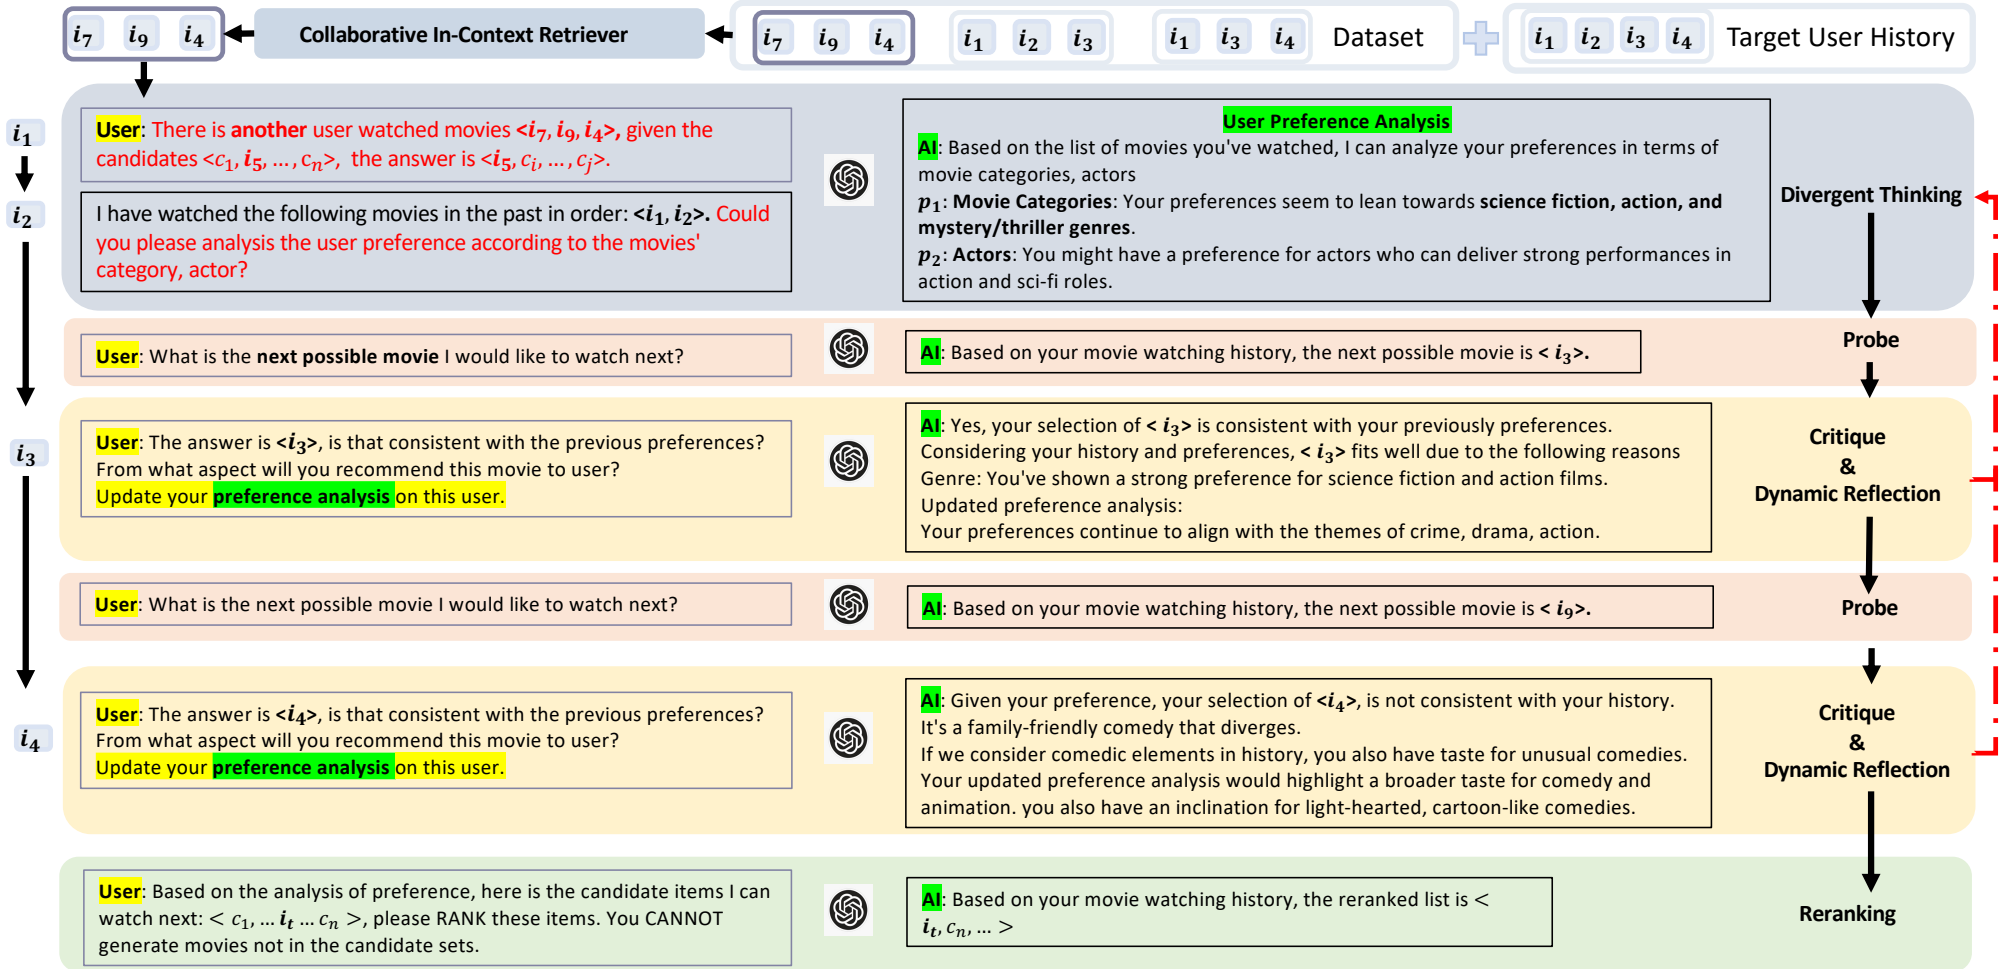 i7 i9 i4
Collaborative In-Context Retriever
i7 i9 i4 i1 i2 i3 i1 i3 i4 Dataset
i1 i2 i3 i4 Target User History
i1
i2
i3
i4
User: There is another user watched movies <i7, i9, i4>, given the
candidates <c1, i5, ..., cn>, the answer is <i5, ci, ..., cj>.
I have watched the following movies in the past in order: <i1, i2>. Could
you please analysis the user preference according to the movies'
category, actor?
User Preference Analysis
AI: Based on the list of movies you've watched, I can analyze your preferences in terms of
movie categories, actors
p1: Movie Categories: Your preferences seem to lean towards science fiction, action, and
mystery/thriller genres.
p2: Actors: You might have a preference for actors who can deliver strong performances in
action and sci-fi roles.
Divergent Thinking
User: What is the next possible movie I would like to watch next?
AI: Based on your movie watching history, the next possible movie is < i3>.
Probe
User: The answer is <i3>, is that consistent with the previous preferences?
From what aspect will you recommend this movie to user?
Update your preference analysis on this user.
AI: Yes, your selection of < i3> is consistent with your previously preferences.
Considering your history and preferences, < i3> fits well due to the following reasons
Genre: You've shown a strong preference for science fiction and action films.
Updated preference analysis:
Your preferences continue to align with the themes of crime, drama, action.
Critique
&
Dynamic Reflection
User: What is the next possible movie I would like to watch next?
AI: Based on your movie watching history, the next possible movie is < i9>.
Probe
User: The answer is <i4>, is that consistent with the previous preferences?
From what aspect will you recommend this movie to user?
Update your preference analysis on this user.
AI: Given your preference, your selection of <i4>, is not consistent with your history.
It's a family-friendly comedy that diverges.
If we consider comedic elements in history, you also have taste for unusual comedies.
Your updated preference analysis would highlight a broader taste for comedy and
animation. you also have an inclination for light-hearted, cartoon-like comedies.
Critique
&
Dynamic Reflection
User: Based on the analysis of preference, here is the candidate items I can
watch next: < c1, ... it ... cn >, please RANK these items. You CANNOT
generate movies not in the candidate sets.
AI: Based on your movie watching history, the reranked list is <
it, cn, ... >
Reranking